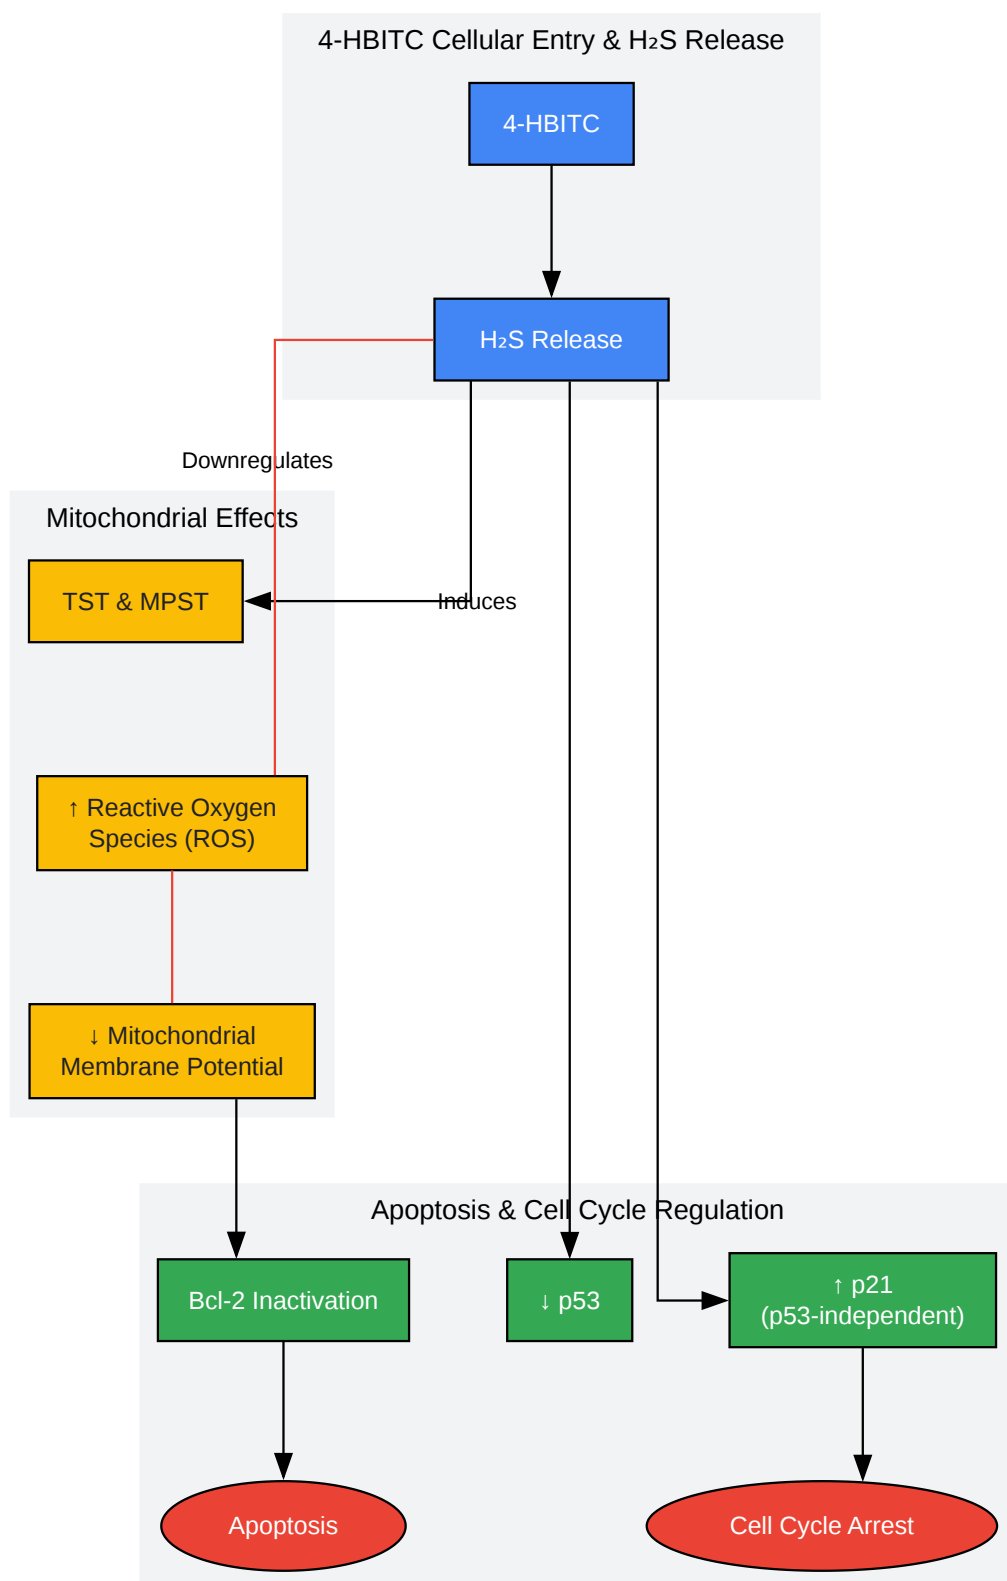 4-HBITC Cellular Entry & H₂S Release
4-HBITC
H₂S Release
Downregulates
Mitochondrial Effects
TST & MPST
Induces
↑ Reactive Oxygen
Species (ROS)
↓ Mitochondrial
Membrane Potential
Apoptosis & Cell Cycle Regulation
Bcl-2 Inactivation
↓ p53
↑ p21
(p53-independent)
Apoptosis
Cell Cycle Arrest